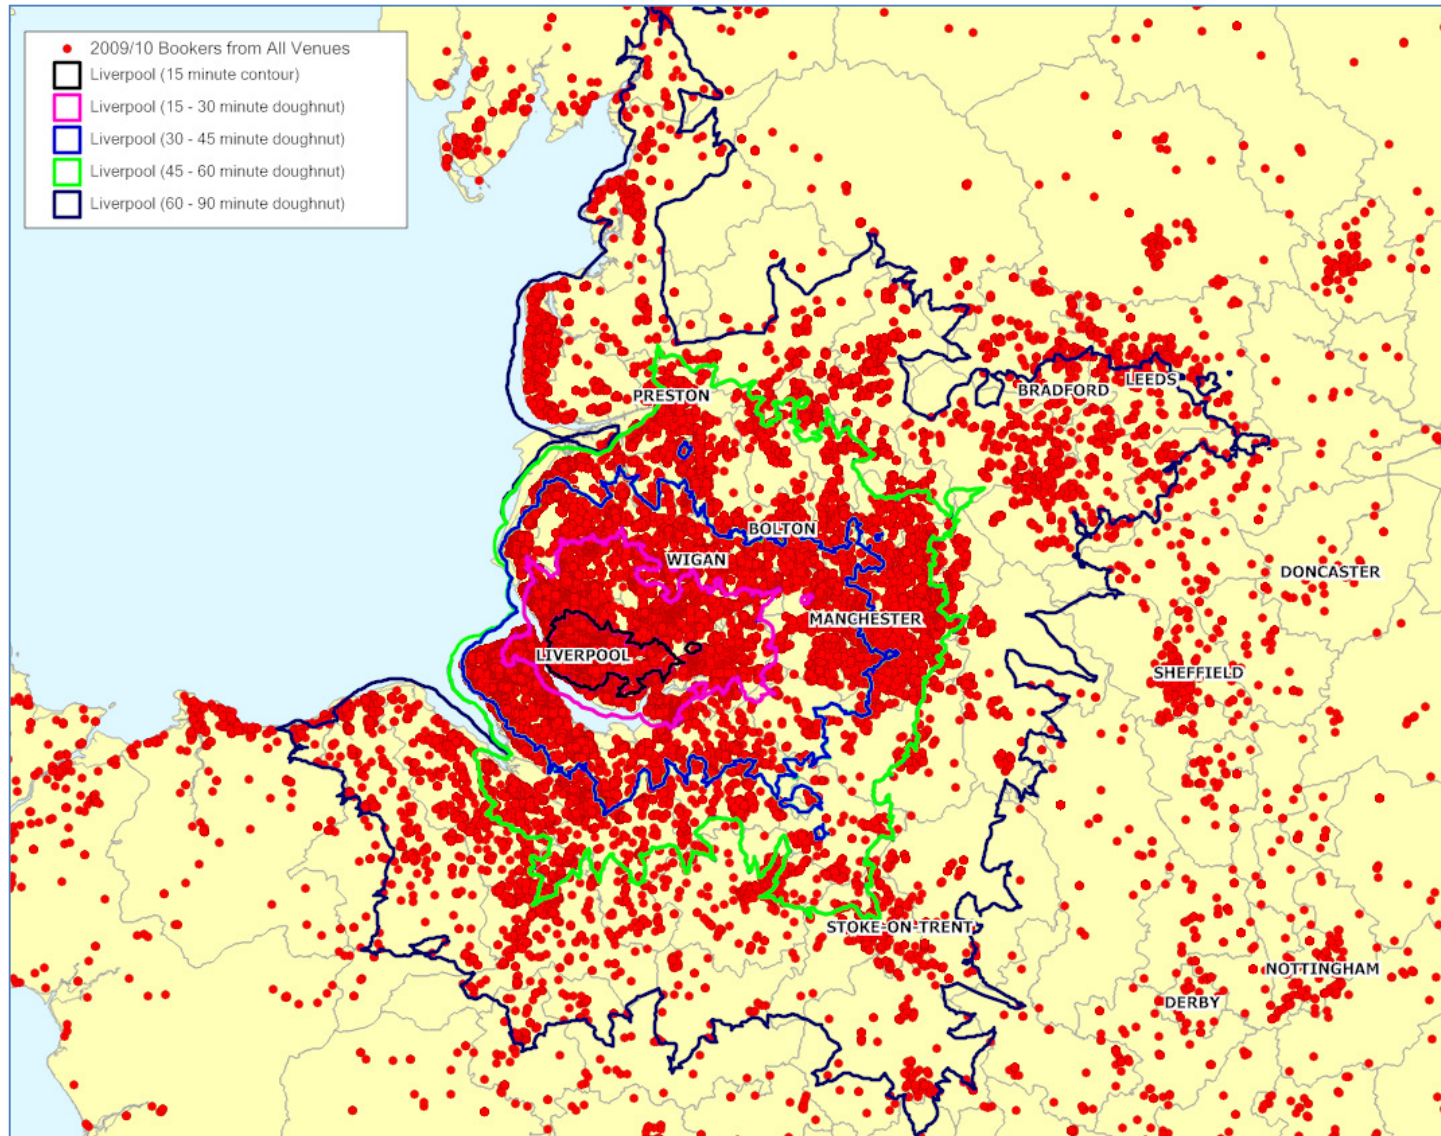 2009/10 Bookers from All Venues
Liverpool (15 minute contour)
Liverpool (15 - 30 minute doughnut)
Liverpool (30 - 45 minute doughnut)
Liverpool (45 - 60 minute doughnut)
Liverpool (60 - 90 minute doughnut)
PRESTON
BRADFORD
LEEDS
BOLTON
WIGAN
DONCASTER
MANCHESTER
LIVERPOOL
SHEFFIELD
STOKE-ON-TRENT
NOTTINGHAM
DERBY